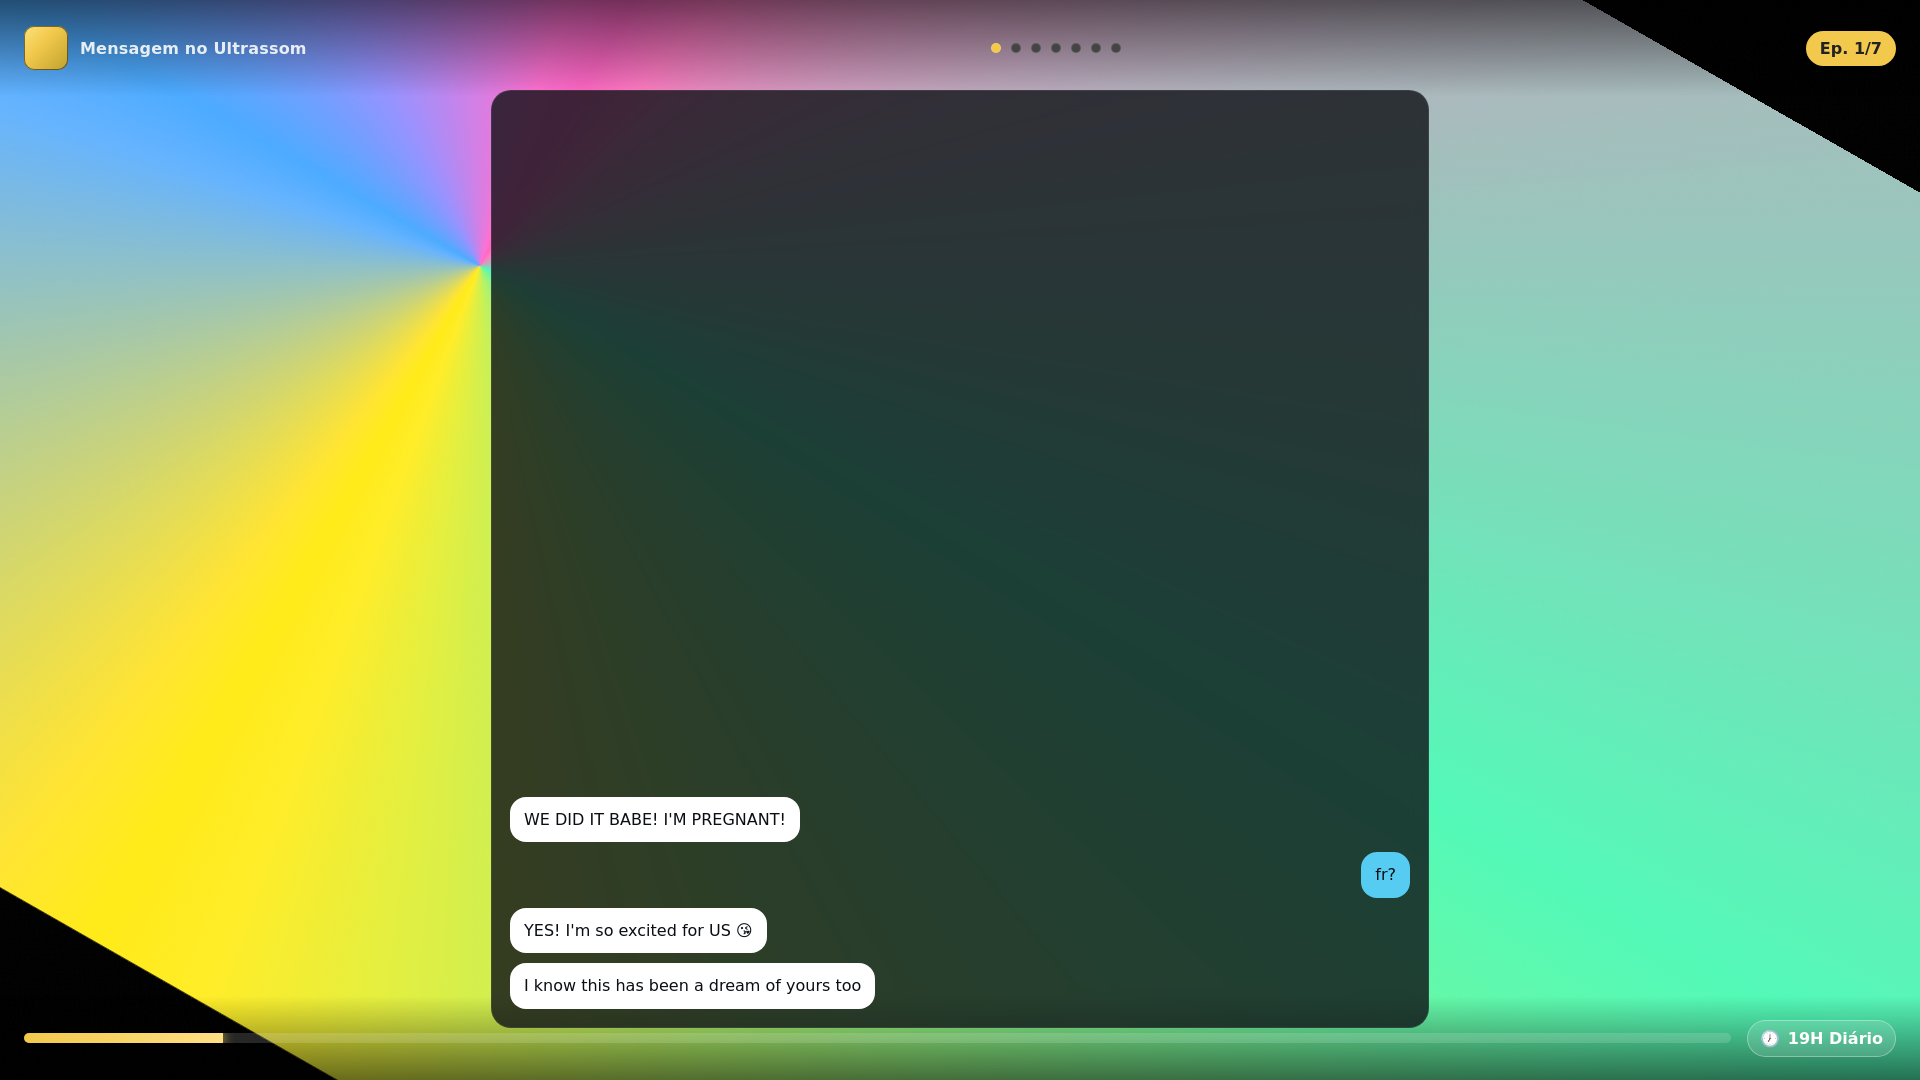 Mensagem no Ultrassom
Ep. 1/7
WE DID IT BABE! I'M PREGNANT!
fr?
YES! I'm so excited for US 😘
I know this has been a dream of yours too
🕖 19H Diário